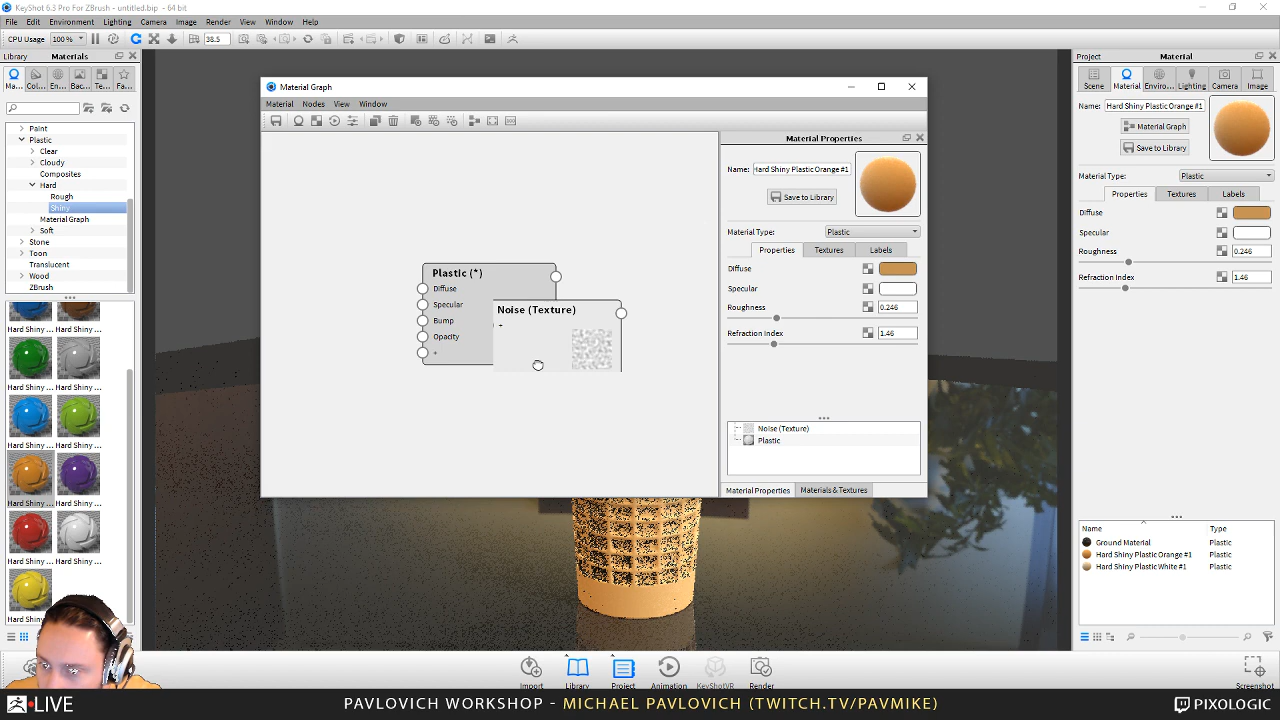 KeyShot 6.3 Pro For ZBrush - untitled.bip - 64 bit
File Edit Environment Lighting Camera Image Render View Window Help
CPU Usage 100 % 38.5
Library Materials
Ma... Col... En... Bac... Te... Fa...
Paint
Plastic
Clear
Cloudy
Composites
Hard
Rough
Shiny
Material Graph
Soft
Stone
Toon
Translucent
Wood
ZBrush
Hard Shiny ... Hard Shiny ...
Hard Shiny ... Hard Shiny ...
Hard Shiny ... Hard Shiny ...
Hard Shiny ... Hard Shiny ...
Hard Shiny ... Hard Shiny ...
Hard Shiny ...
Material Graph
Material Nodes View Window
Plastic (*)
Diffuse
Specular
Bump
Opacity
+
Noise (Texture)
+
Material Properties
Name: Hard Shiny Plastic Orange #1
Save to Library
Material Type: Plastic
Properties Textures Labels
Diffuse
Specular
Roughness 0.246
Refraction Index 1.46
Noise (Texture)
Plastic
Material Properties Materials & Textures
Project Material
Scene Material Enviro... Lighting Camera Image
Name: Hard Shiny Plastic Orange #1
Material Graph
Save to Library
Material Type: Plastic
Properties Textures Labels
Diffuse
Specular
Roughness 0.246
Refraction Index 1.46
Name Type
Ground Material Plastic
Hard Shiny Plastic Orange #1 Plastic
Hard Shiny Plastic White #1 Plastic
Import Library Project Animation KeyShotVR Render Screenshot
LIVE PAVLOVICH WORKSHOP - MICHAEL PAVLOVICH (TWITCH.TV/PAVMIKE) PIXOLOGIC